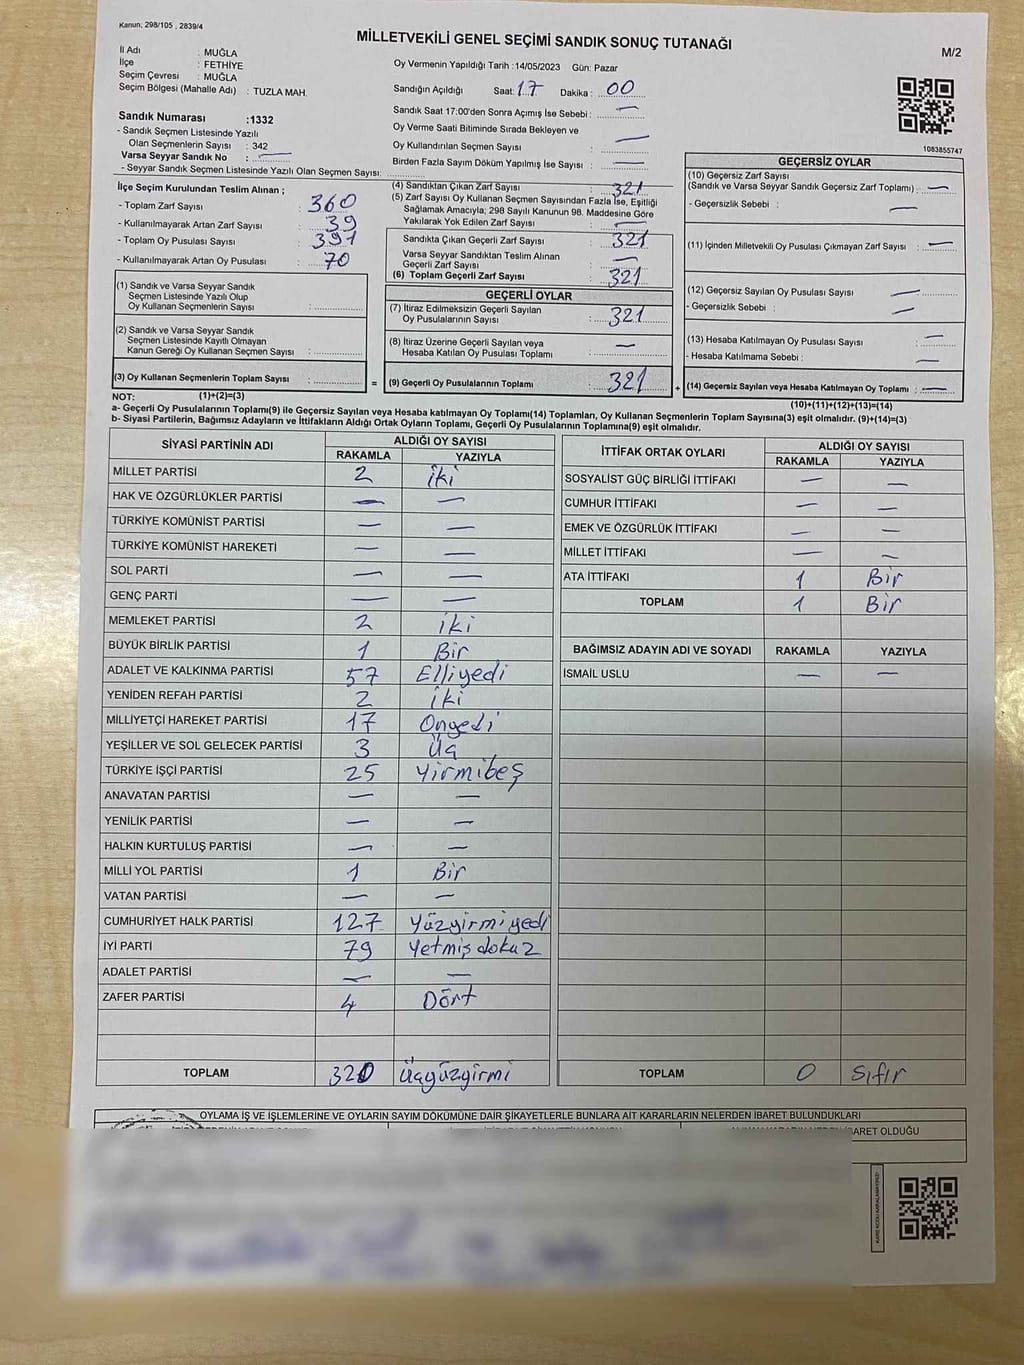 Kanun; 298/105 , 2839/4
MİLLETVEKİLİ GENEL SEÇİMİ SANDIK SONUÇ TUTANAĞI
M/2
İl Adı : MUĞLA
İlçe : FETHİYE
Seçim Çevresi : MUĞLA
Seçim Bölgesi (Mahalle Adı) : TUZLA MAH.
Oy Vermenin Yapıldığı Tarih :14/05/2023 Gün: Pazar
Sandığın Açıldığı Saat: 17 Dakika : 00
Sandık Saat 17:00'den Sonra Açımış İse Sebebi : —
Oy Verme Saati Bitiminde Sırada Bekleyen ve
Oy Kullandırılan Seçmen Sayısı : —
Birden Fazla Sayım Döküm Yapılmış İse Sayısı : —
1083855747
Sandık Numarası :1332
- Sandık Seçmen Listesinde Yazılı
Olan Seçmenlerin Sayısı : 342
Varsa Seyyar Sandık No : —
- Seyyar Sandık Seçmen Listesinde Yazılı Olan Seçmen Sayısı:
İlçe Seçim Kurulundan Teslim Alınan ;
- Toplam Zarf Sayısı : 360
- Kullanılmayarak Artan Zarf Sayısı : 39
- Toplam Oy Pusulası Sayısı : 391
- Kullanılmayarak Artan Oy Pusulası : 70
(1) Sandık ve Varsa Seyyar Sandık
Seçmen Listesinde Yazılı Olup
Oy Kullanan Seçmenlerin Sayısı :
(2) Sandık ve Varsa Seyyar Sandık
Seçmen Listesinde Kayıtlı Olmayan
Kanun Gereği Oy Kullanan Seçmen Sayısı :
(3) Oy Kullanan Seçmenlerin Toplam Sayısı : =
(4) Sandıktan Çıkan Zarf Sayısı : 321
(5) Zarf Sayısı Oy Kullanan Seçmen Sayısından Fazla İse, Eşitliği
Sağlamak Amacıyla; 298 Sayılı Kanunun 98. Maddesine Göre
Yakılarak Yok Edilen Zarf Sayısı : —
Sandıkta Çıkan Geçerli Zarf Sayısı : 321
Varsa Seyyar Sandıktan Teslim Alınan
Geçerli Zarf Sayısı : —
(6) Toplam Geçerli Zarf Sayısı : 321
GEÇERLİ OYLAR
(7) İtiraz Edilmeksizin Geçerli Sayılan
Oy Pusulalarının Sayısı : 321
(8) İtiraz Üzerine Geçerli Sayılan veya
Hesaba Katılan Oy Pusulası Toplamı : —
(9) Geçerli Oy Pusulalarının Toplamı : 321 +
GEÇERSİZ OYLAR
(10) Geçersiz Zarf Sayısı
(Sandık ve Varsa Seyyar Sandık Geçersiz Zarf Toplamı) : —
- Geçersizlik Sebebi : —
(11) İçinden Milletvekili Oy Pusulası Çıkmayan Zarf Sayısı : —
(12) Geçersiz Sayılan Oy Pusulası Sayısı : —
- Geçersizlik Sebebi : —
(13) Hesaba Katılmayan Oy Pusulası Sayısı : —
- Hesaba Katılmama Sebebi : —
(14) Geçersiz Sayılan veya Hesaba Katılmayan Oy Toplamı : —
NOT: (1)+(2)=(3)
(10)+(11)+(12)+(13)=(14)
a- Geçerli Oy Pusulalarının Toplamı(9) ile Geçersiz Sayılan veya Hesaba katılmayan Oy Toplamı(14) Toplamları, Oy Kullanan Seçmenlerin Toplam Sayısına(3) eşit olmalıdır. (9)+(14)=(3)
b- Siyasi Partilerin, Bağımsız Adayların ve İttifakların Aldığı Ortak Oyların Toplamı, Geçerli Oy Pusulalarının Toplamına(9) eşit olmalıdır.
SİYASİ PARTİNİN ADI ALDIĞI OY SAYISI
RAKAMLA YAZIYLA
MİLLET PARTİSİ 2 iki
HAK VE ÖZGÜRLÜKLER PARTİSİ — —
TÜRKİYE KOMÜNİST PARTİSİ — —
TÜRKİYE KOMÜNİST HAREKETİ — —
SOL PARTİ — —
GENÇ PARTİ — —
MEMLEKET PARTİSİ 2 iki
BÜYÜK BİRLİK PARTİSİ 1 Bir
ADALET VE KALKINMA PARTİSİ 57 Elliyedi
YENİDEN REFAH PARTİSİ 2 iki
MİLLİYETÇİ HAREKET PARTİSİ 17 Onyedi
YEŞİLLER VE SOL GELECEK PARTİSİ 3 Üç
TÜRKİYE İŞÇİ PARTİSİ 25 Yirmibeş
ANAVATAN PARTİSİ — —
YENİLİK PARTİSİ — —
HALKIN KURTULUŞ PARTİSİ — —
MİLLİ YOL PARTİSİ 1 Bir
VATAN PARTİSİ — —
CUMHURİYET HALK PARTİSİ 127 Yüzyirmiyedi
İYİ PARTİ 79 Yetmiş dokuz
ADALET PARTİSİ — —
ZAFER PARTİSİ 4 Dört
TOPLAM 320 Üçyüzyirmi
İTTİFAK ORTAK OYLARI ALDIĞI OY SAYISI
RAKAMLA YAZIYLA
SOSYALİST GÜÇ BİRLİĞİ İTTİFAKI — —
CUMHUR İTTİFAKI — —
EMEK VE ÖZGÜRLÜK İTTİFAKI — —
MİLLET İTTİFAKI — —
ATA İTTİFAKI 1 Bir
TOPLAM 1 Bir
BAĞIMSIZ ADAYIN ADI VE SOYADI RAKAMLA YAZIYLA
İSMAİL USLU — —
TOPLAM 0 Sıfır
OYLAMA İŞ VE İŞLEMLERİNE VE OYLARIN SAYIM DÖKÜMÜNE DAİR ŞİKAYETLERLE BUNLARA AİT KARARLARIN NELERDEN İBARET BULUNDUKLARI
OLDUĞU